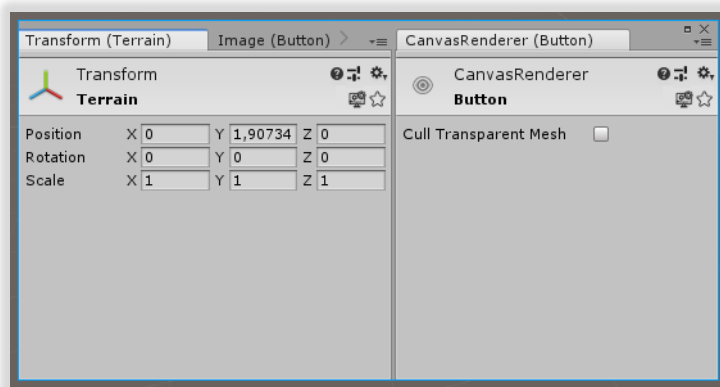 Transform (Terrain)
Image (Button)
Transform
Terrain
Position X 0 Y 1,90734 Z 0
Rotation X 0 Y 0 Z 0
Scale X 1 Y 1 Z 1
CanvasRenderer (Button)
CanvasRenderer
Button
Cull Transparent Mesh